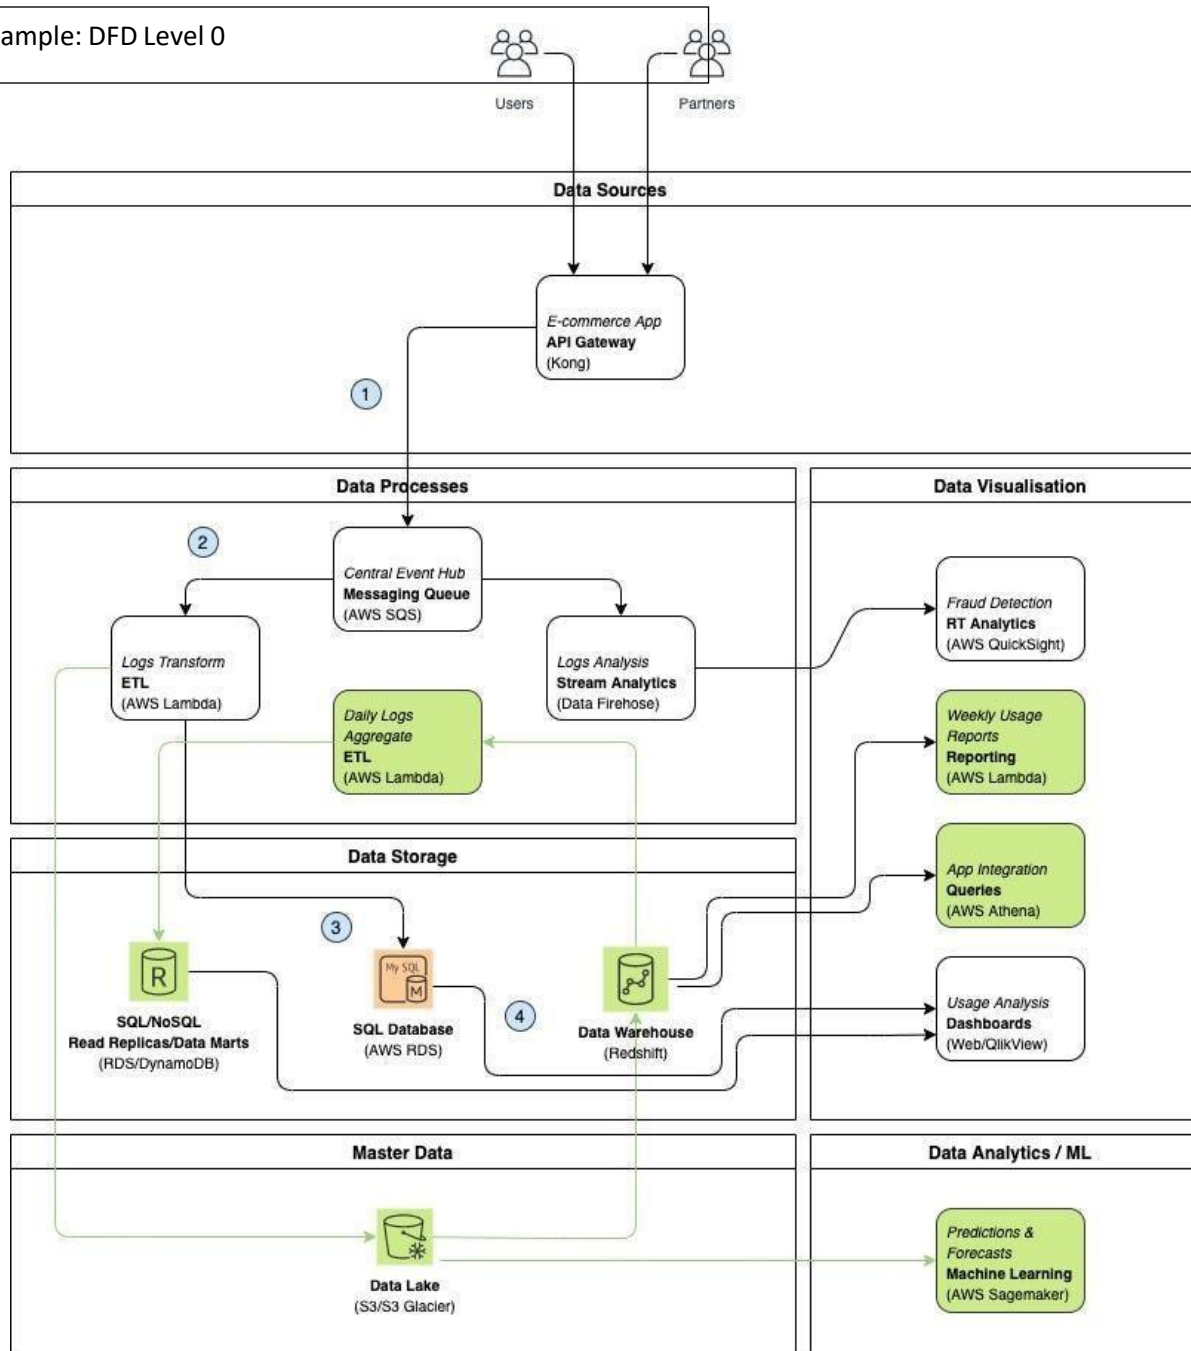 ample: DFD Level 0
Users
Partners
Data Sources
E-commerce App
API Gateway
(Kong)
1
Data Processes
Data Visualisation
2
Central Event Hub
Messaging Queue
(AWS SQS)
Logs Transform
ETL
(AWS Lambda)
Logs Analysis
Stream Analytics
(Data Firehose)
Fraud Detection
RT Analytics
(AWS QuickSight)
Daily Logs
Aggregate
ETL
(AWS Lambda)
Weekly Usage
Reports
Reporting
(AWS Lambda)
Data Storage
App Integration
Queries
(AWS Athena)
3
R
SQL/NoSQL
Read Replicas/Data Marts
(RDS/DynamoDB)
My SQL
M
SQL Database
(AWS RDS)
4
Data Warehouse
(Redshift)
Usage Analysis
Dashboards
(Web/QlikView)
Master Data
Data Analytics / ML
Data Lake
(S3/S3 Glacier)
Predictions &
Forecasts
Machine Learning
(AWS Sagemaker)